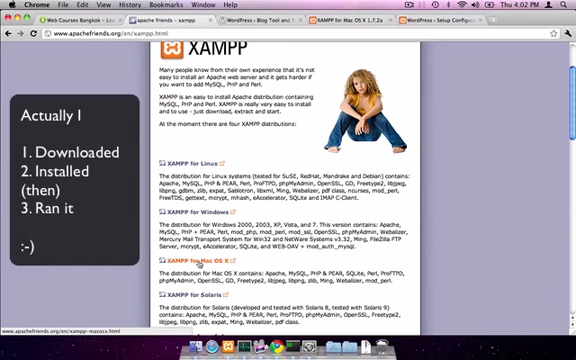 Chrome File Edit View History Bookmarks Window Help
Thu 4:02 PM
Web Courses Bangkok - L
apache friends - xampp
WordPress › Blog Tool and
XAMPP for Mac OS X 1.7.2a
WordPress › Setup Configu
www.apachefriends.org/en/xampp.html
XAMPP
Many people know from their own experience that it's not
easy to install an Apache web server and it gets harder if
you want to add MySQL, PHP and Perl.
XAMPP is an easy to install Apache distribution containing
MySQL, PHP and Perl. XAMPP is really very easy to install
and to use - just download, extract and start.
At the moment there are four XAMPP distributions:
Actually I
1. Downloaded
2. Installed
(then)
3. Ran it
:-)
XAMPP for Linux
The distribution for Linux systems (tested for SuSE, RedHat, Mandrake and Debian) contains:
Apache, MySQL, PHP & PEAR, Perl, ProFTPD, phpMyAdmin, OpenSSL, GD, Freetype2, libjpeg,
libpng, gdbm, zlib, expat, Sablotron, libxml, Ming, Webalizer, pdf class, ncurses, mod_perl,
FreeTDS, gettext, mcrypt, mhash, eAccelerator, SQLite and IMAP C-Client.
XAMPP for Windows
The distribution for Windows 2000, 2003, XP, Vista, and 7. This version contains: Apache,
MySQL, PHP + PEAR, Perl, mod_php, mod_perl, mod_ssl, OpenSSL, phpMyAdmin, Webalizer,
Mercury Mail Transport System for Win32 and NetWare Systems v3.32, Ming, FileZilla FTP
Server, mcrypt, eAccelerator, SQLite, and WEB-DAV + mod_auth_mysql.
XAMPP for Mac OS X
The distribution for Mac OS X contains: Apache, MySQL, PHP & PEAR, SQLite, Perl, ProFTPD,
phpMyAdmin, OpenSSL, GD, Freetype2, libjpeg, libpng, zlib, Ming, Webalizer, mod_perl.
XAMPP for Solaris
The distribution for Solaris (developed and tested with Solaris 8, tested with Solaris 9)
contains: Apache, MySQL, PHP & PEAR, Perl, ProFTPD, phpMyAdmin, OpenSSL, Freetype2,
libjpeg, libpng, zlib, expat, Ming, Webalizer, pdf class.
www.apachefriends.org/en/xampp-macosx.html